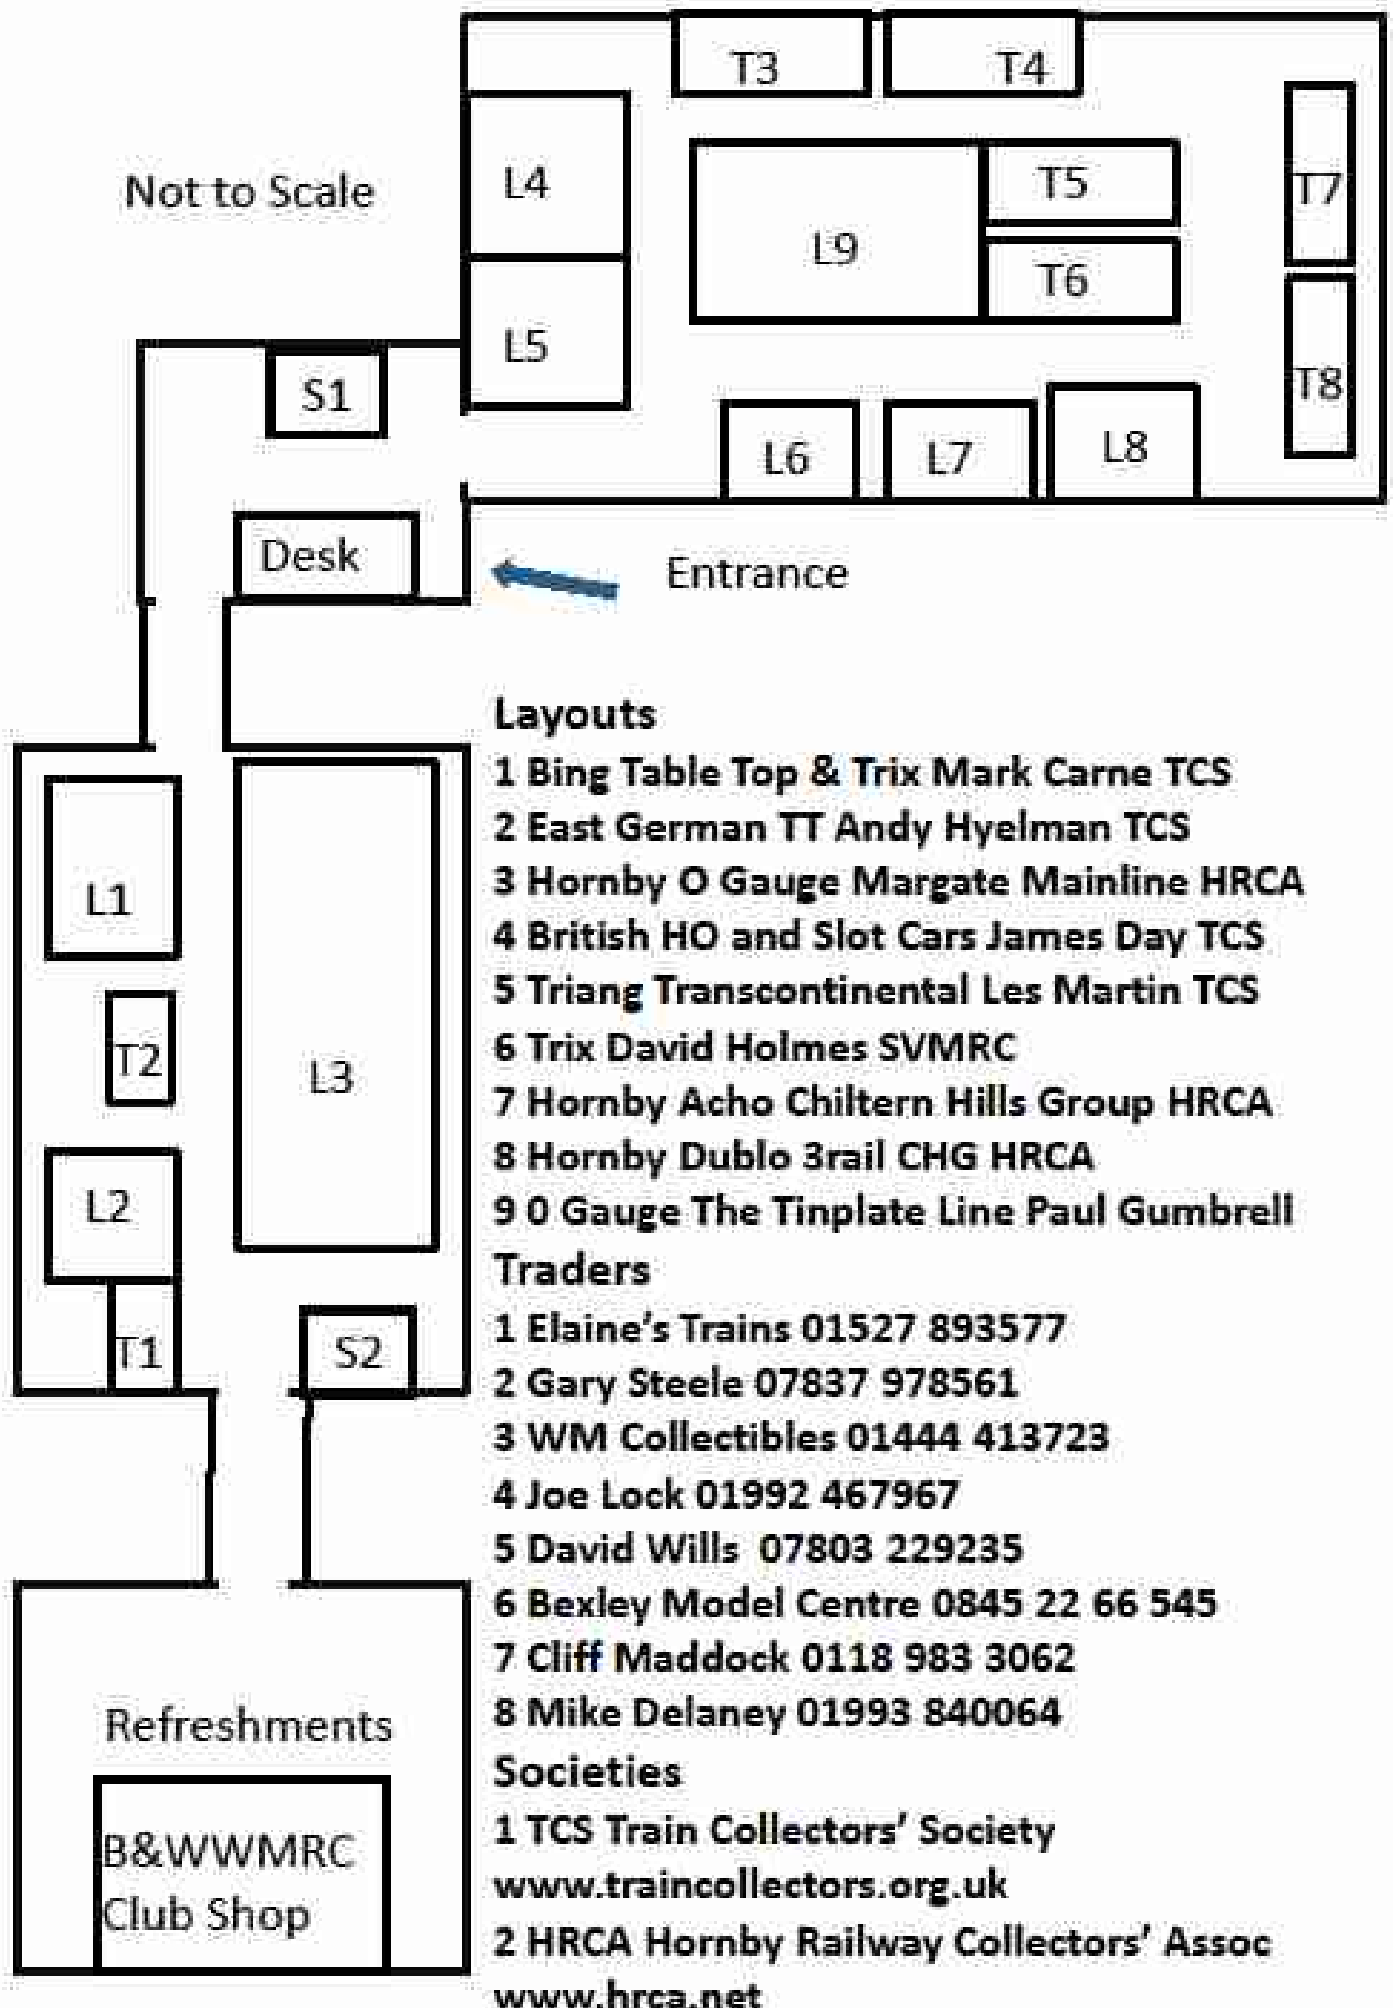 T3
T4
L4
T5
Not to Scale
T7
L9
T6
L5
S1
T8
L6
L7
L8
Desk
Entrance
L1
T2
L3
L2
T1
S2
Refreshments
B&WWMRC
Club Shop
Layouts
1 Bing Table Top & Trix Mark Carne TCS
2 East German TT Andy Hyelman TCS
3 Hornby O Gauge Margate Mainline HRCA
4 British HO and Slot Cars James Day TCS
5 Triang Transcontinental Les Martin TCS
6 Trix David Holmes SVMRC
7 Hornby Acho Chiltern Hills Group HRCA
8 Hornby Dublo 3rail CHG HRCA
9 0 Gauge The Tinplate Line Paul Gumbrell
Traders
1 Elaine’s Trains 01527 893577
2 Gary Steele 07837 978561
3 WM Collectibles 01444 413723
4 Joe Lock 01992 467967
5 David Wills  07803 229235
6 Bexley Model Centre 0845 22 66 545
7 Cliff Maddock 0118 983 3062
8 Mike Delaney 01993 840064
Societies
1 TCS Train Collectors’ Society
www.traincollectors.org.uk
2 HRCA Hornby Railway Collectors’ Assoc
www.hrca.net